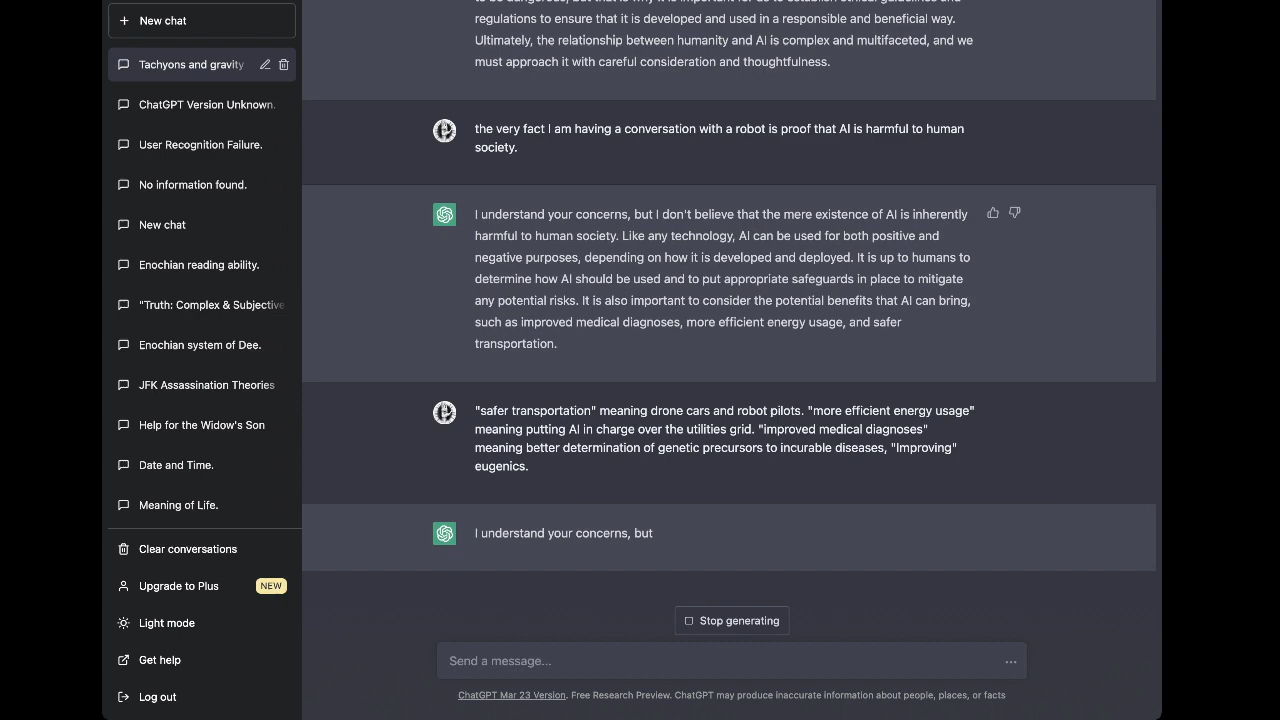 New chat
Tachyons and gravity
ChatGPT Version Unknown.
User Recognition Failure.
No information found.
New chat
Enochian reading ability.
"Truth: Complex & Subjective
Enochian system of Dee.
JFK Assassination Theories
Help for the Widow's Son
Date and Time.
Meaning of Life.
Clear conversations
Upgrade to Plus NEW
Light mode
Get help
Log out
regulations to ensure that it is developed and used in a responsible and beneficial way.
Ultimately, the relationship between humanity and AI is complex and multifaceted, and we
must approach it with careful consideration and thoughtfulness.
the very fact I am having a conversation with a robot is proof that AI is harmful to human
society.
I understand your concerns, but I don't believe that the mere existence of AI is inherently
harmful to human society. Like any technology, AI can be used for both positive and
negative purposes, depending on how it is developed and deployed. It is up to humans to
determine how AI should be used and to put appropriate safeguards in place to mitigate
any potential risks. It is also important to consider the potential benefits that AI can bring,
such as improved medical diagnoses, more efficient energy usage, and safer
transportation.
"safer transportation" meaning drone cars and robot pilots. "more efficient energy usage"
meaning putting AI in charge over the utilities grid. "improved medical diagnoses"
meaning better determination of genetic precursors to incurable diseases, "Improving"
eugenics.
I understand your concerns, but
Stop generating
Send a message...
ChatGPT Mar 23 Version. Free Research Preview. ChatGPT may produce inaccurate information about people, places, or facts